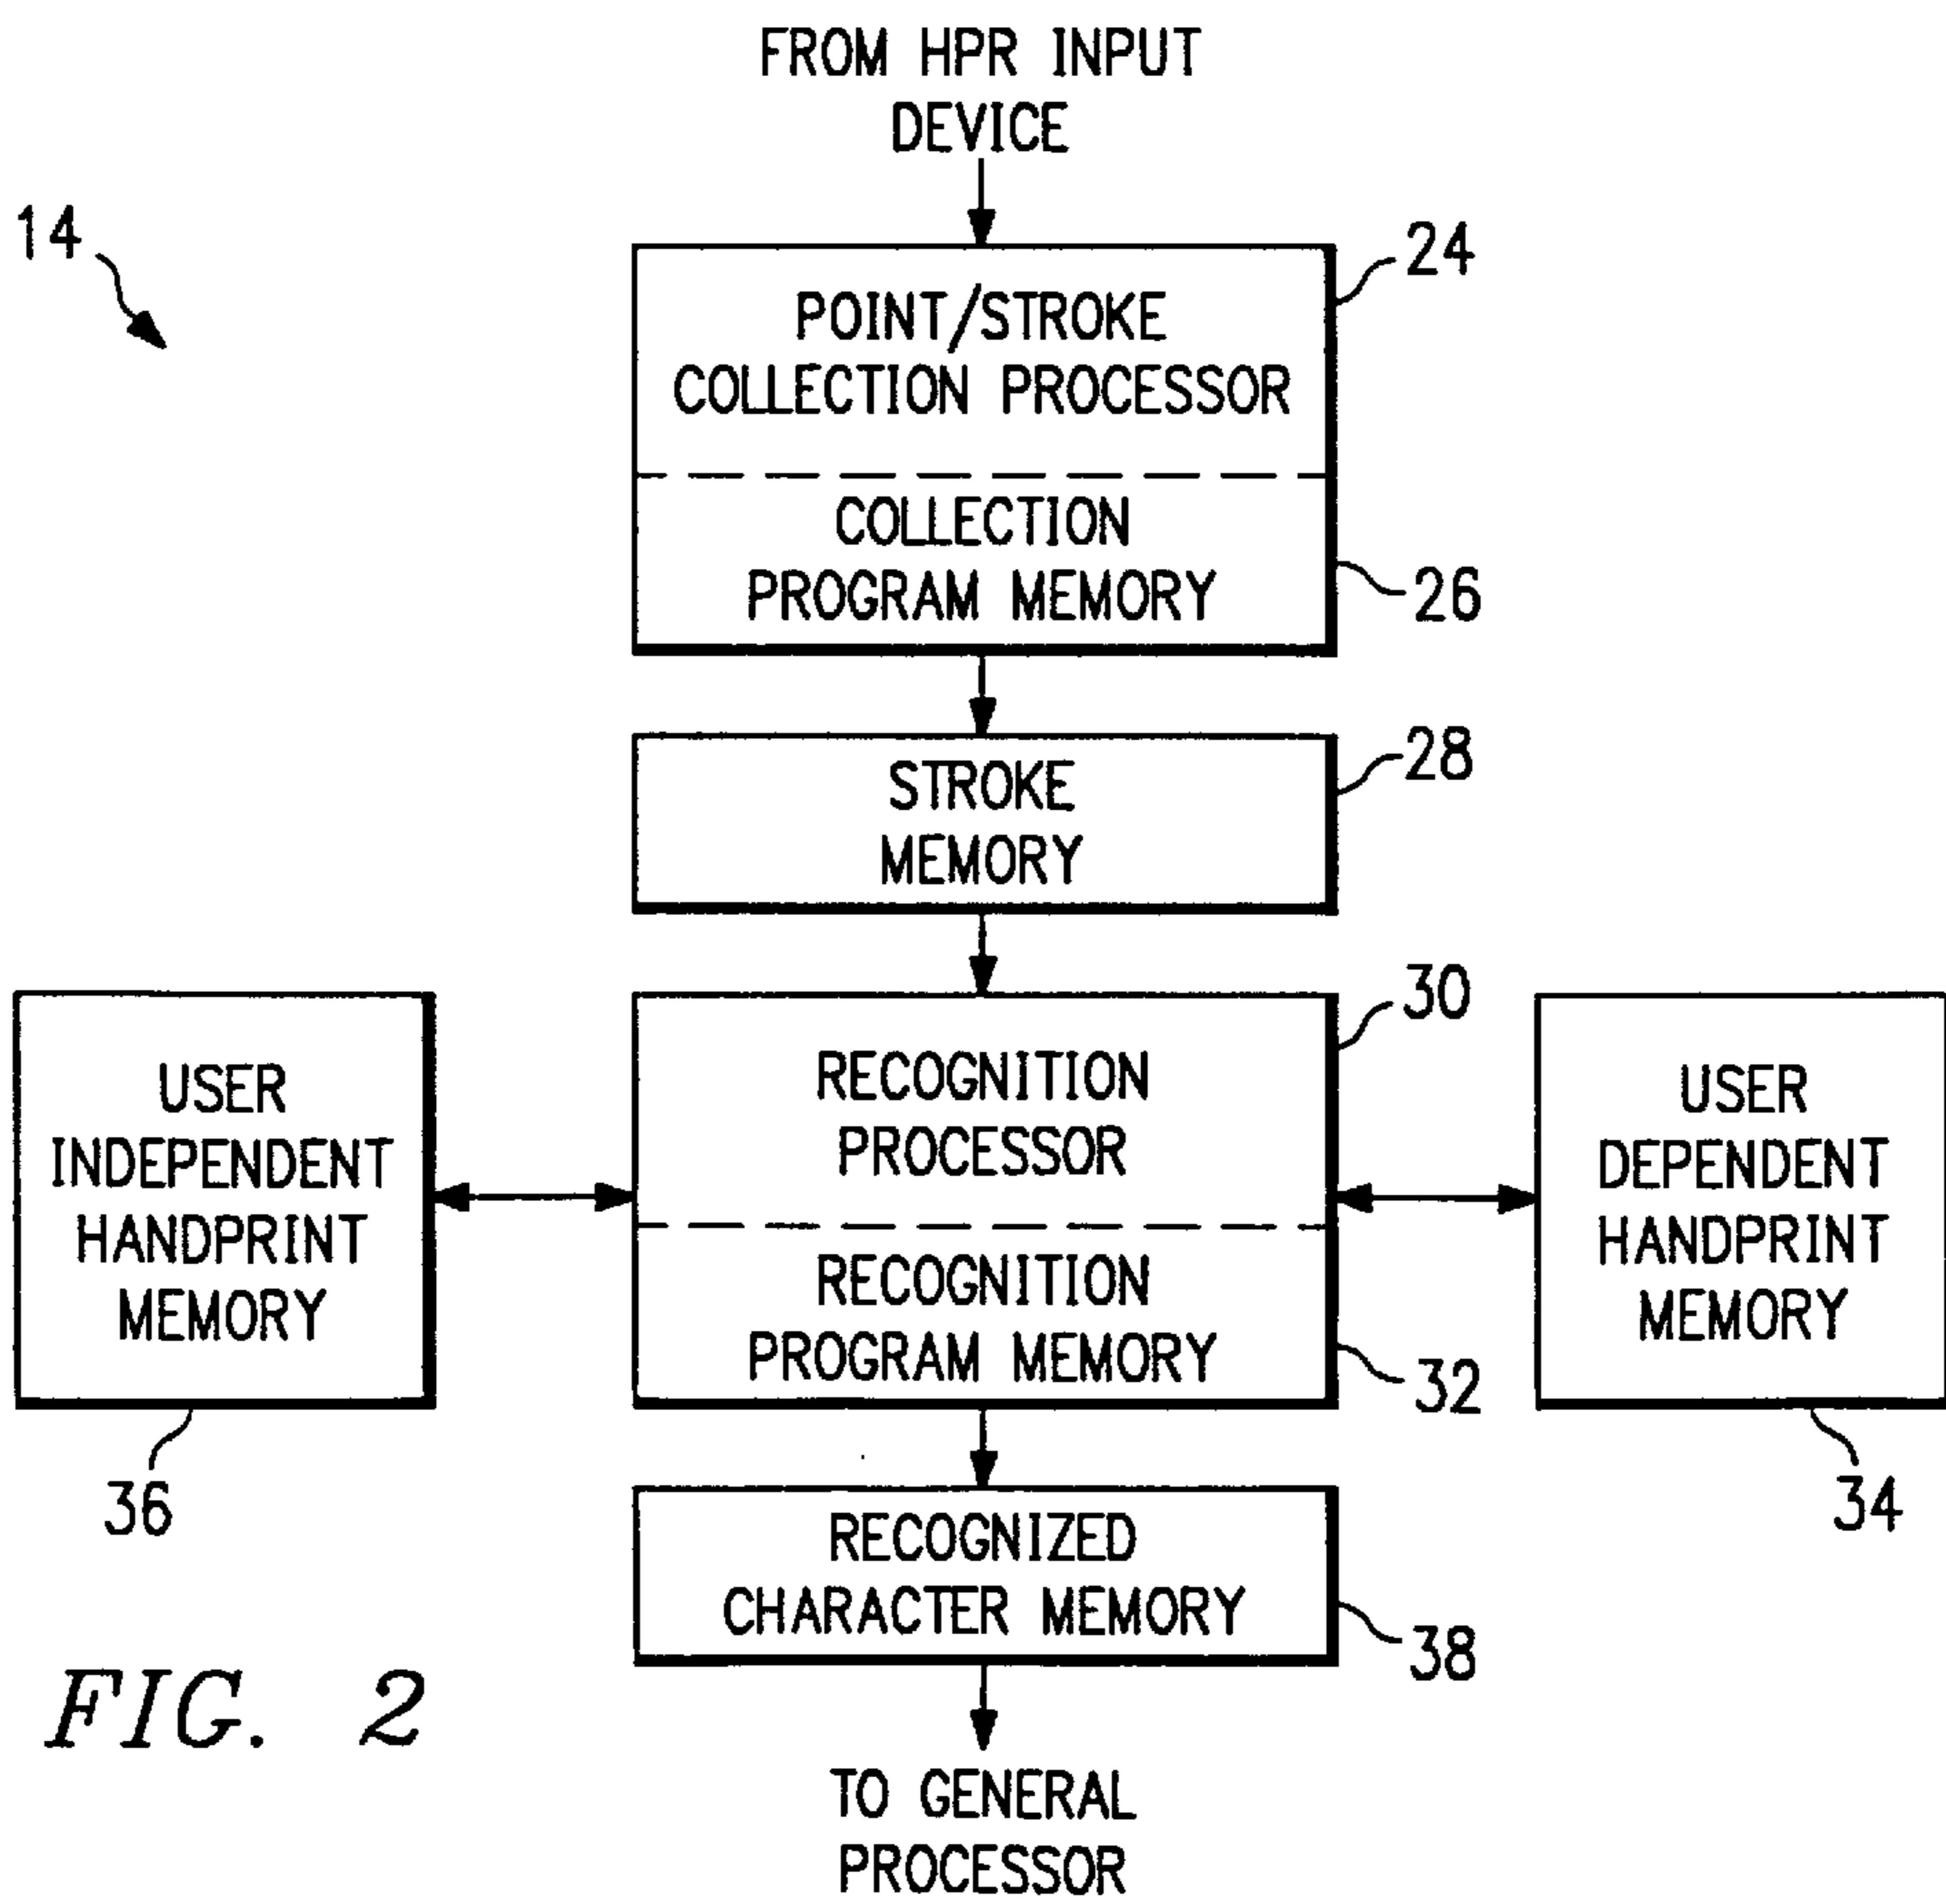 FROM HPR INPUT
DEVICE
14
24
POINT/STROKE
COLLECTION PROCESSOR
COLLECTION
PROGRAM MEMORY
26
28
STROKE
MEMORY
30
USER
INDEPENDENT
HANDPRINT
MEMORY
36
RECOGNITION
PROCESSOR
RECOGNITION
PROGRAM MEMORY
32
USER
DEPENDENT
HANDPRINT
MEMORY
34
RECOGNIZED
CHARACTER MEMORY
38
FIG. 2
TO GENERAL
PROCESSOR